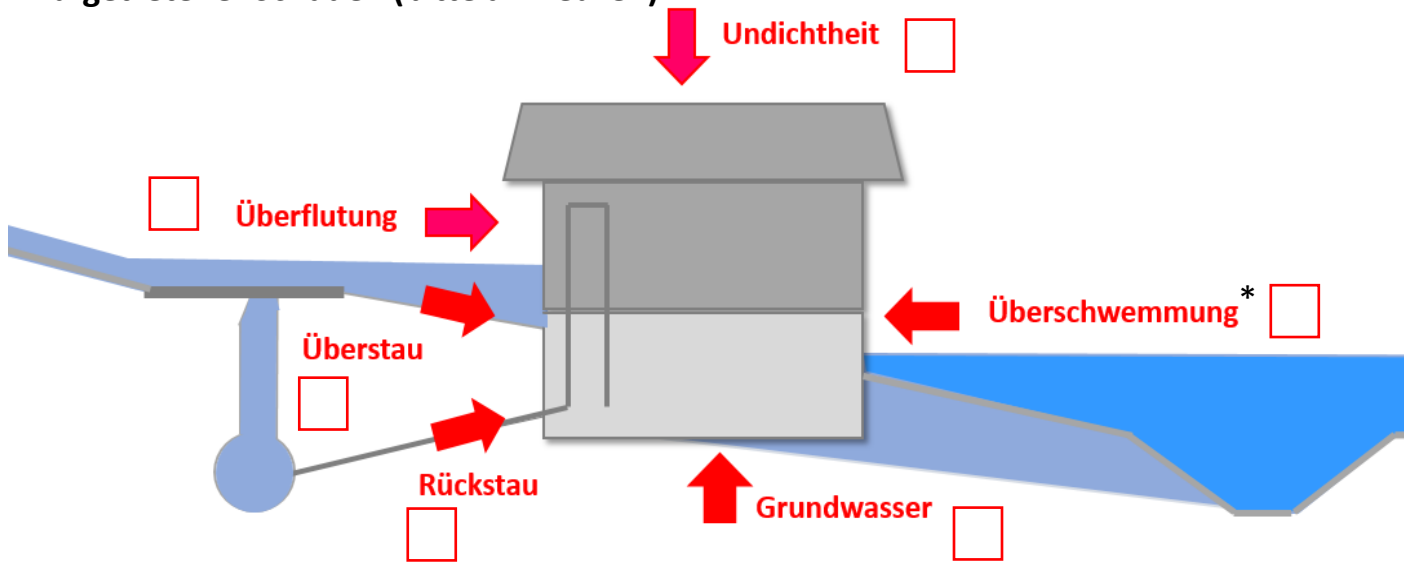 Undichtheit
Überflutung
Überschwemmung*
Überstau
Rückstau
Grundwasser